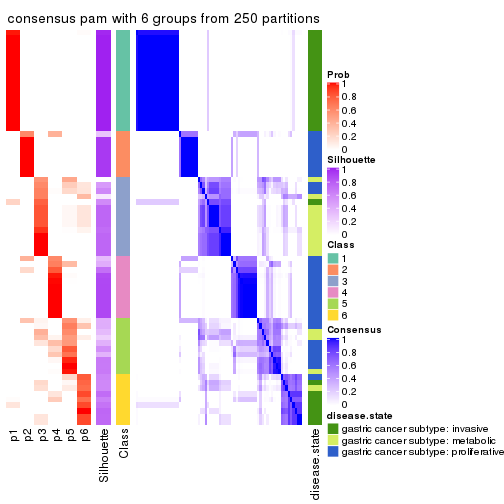 consensus pam with 6 groups from 250 partitions
Prob
1
0.8
0.6
0.4
0.2
0
Silhouette
1
0.8
0.6
0.4
0.2
0
Class
1
2
3
4
5
6
Consensus
1
0.8
0.6
0.4
0.2
0
disease.state
gastric cancer subtype: invasive
gastric cancer subtype: metabolic
gastric cancer subtype: proliferative
p1
p2
p3
p4
p5
p6
Silhouette
Class
disease.state